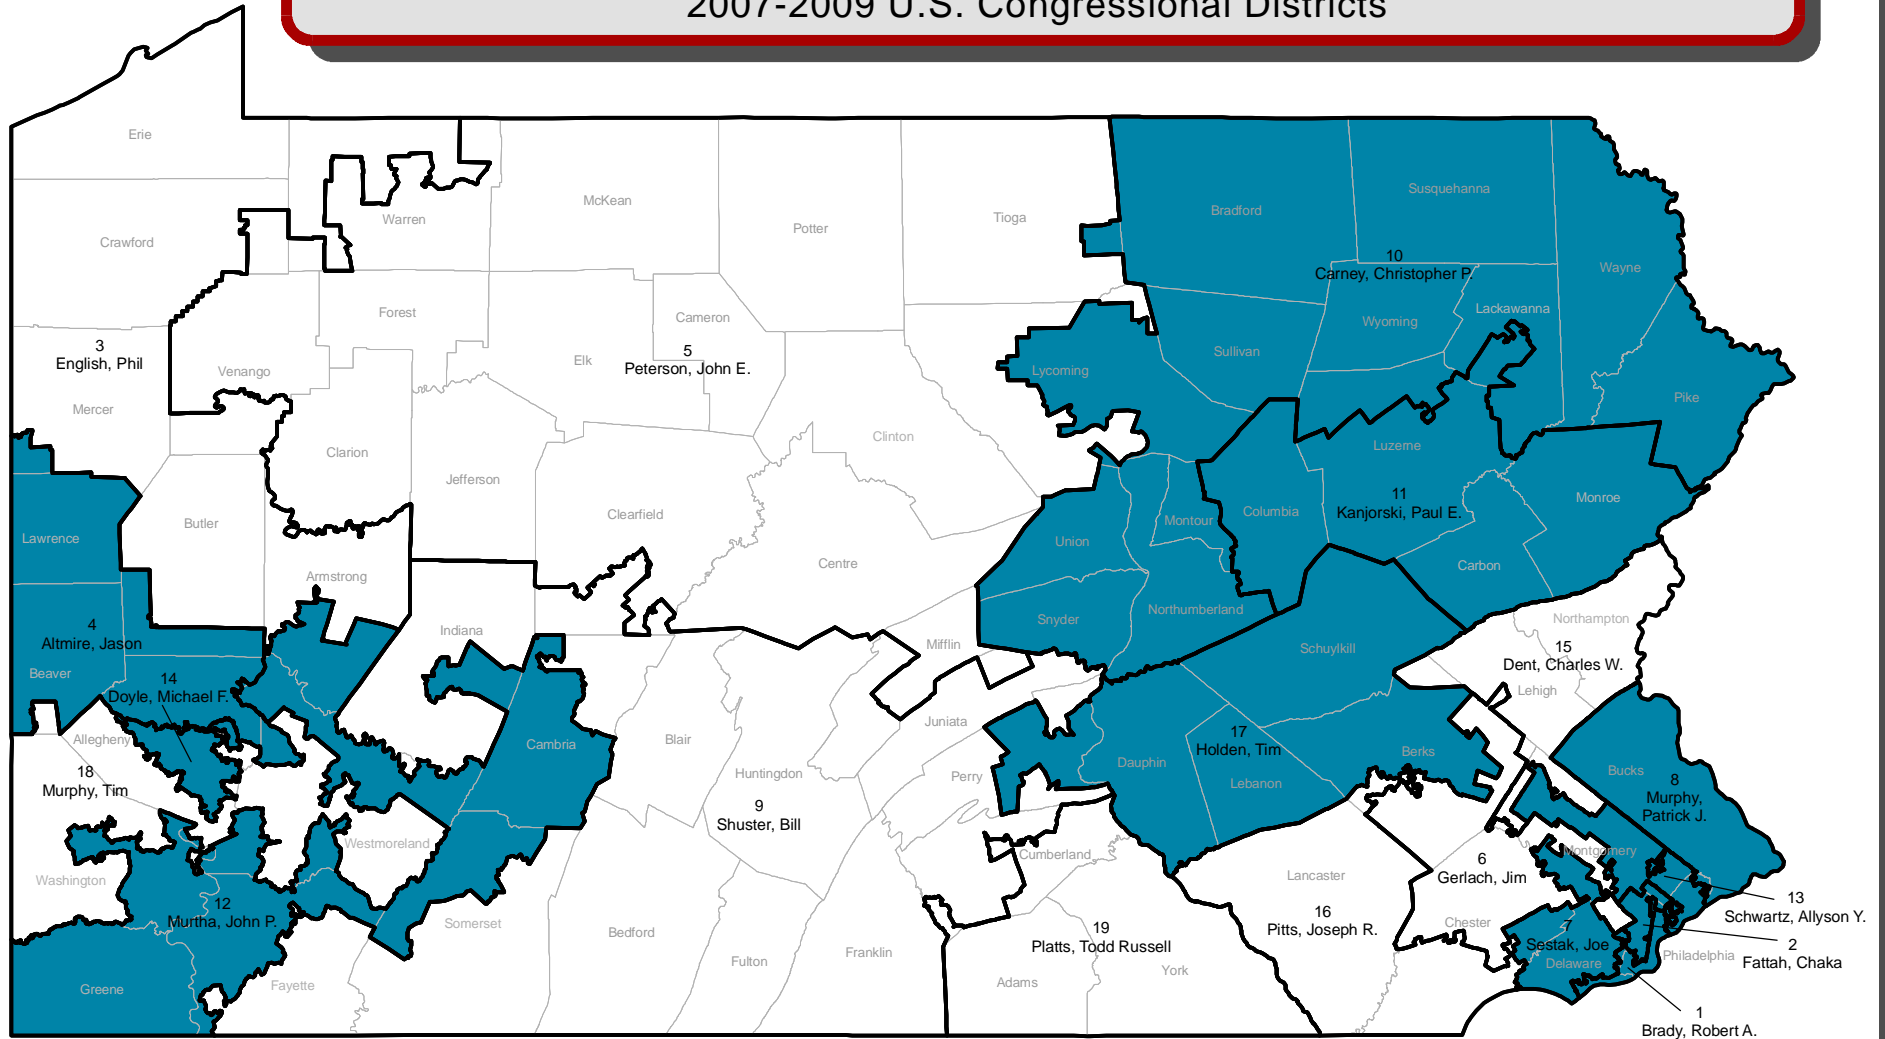 2007-2009 U.S. Congressional Districts
Erie
Crawford
Warren
McKean
Potter
Tioga
Bradford
Susquehanna
Wayne
10
Carney, Christopher P.
Wyoming
Lackawanna
Sullivan
Lycoming
Pike
Forest
Cameron
Elk
5
Peterson, John E.
3
English, Phil
Mercer
Venango
Clarion
Jefferson
Clearfield
Clinton
Centre
Luzerne
11
Kanjorski, Paul E.
Columbia
Montour
Union
Monroe
Carbon
Snyder
Northumberland
Northampton
15
Dent, Charles W.
Lehigh
Schuylkill
Lawrence
Butler
Armstrong
Indiana
4
Altmire, Jason
Beaver
14
Doyle, Michael F.
Allegheny
18
Murphy, Tim
Cambria
Blair
Huntingdon
Mifflin
Juniata
Perry
9
Shuster, Bill
Dauphin
17
Holden, Tim
Lebanon
Berks
Bucks
8
Murphy,
Patrick J.
Montgomery
6
Gerlach, Jim
Chester
7
Sestak, Joe
Delaware
Philadelphia
13
Schwartz, Allyson Y.
2
Fattah, Chaka
1
Brady, Robert A.
Washington
Westmoreland
12
Murtha, John P.
Greene
Fayette
Somerset
Bedford
Fulton
Franklin
Cumberland
Adams
19
Platts, Todd Russell
York
Lancaster
16
Pitts, Joseph R.